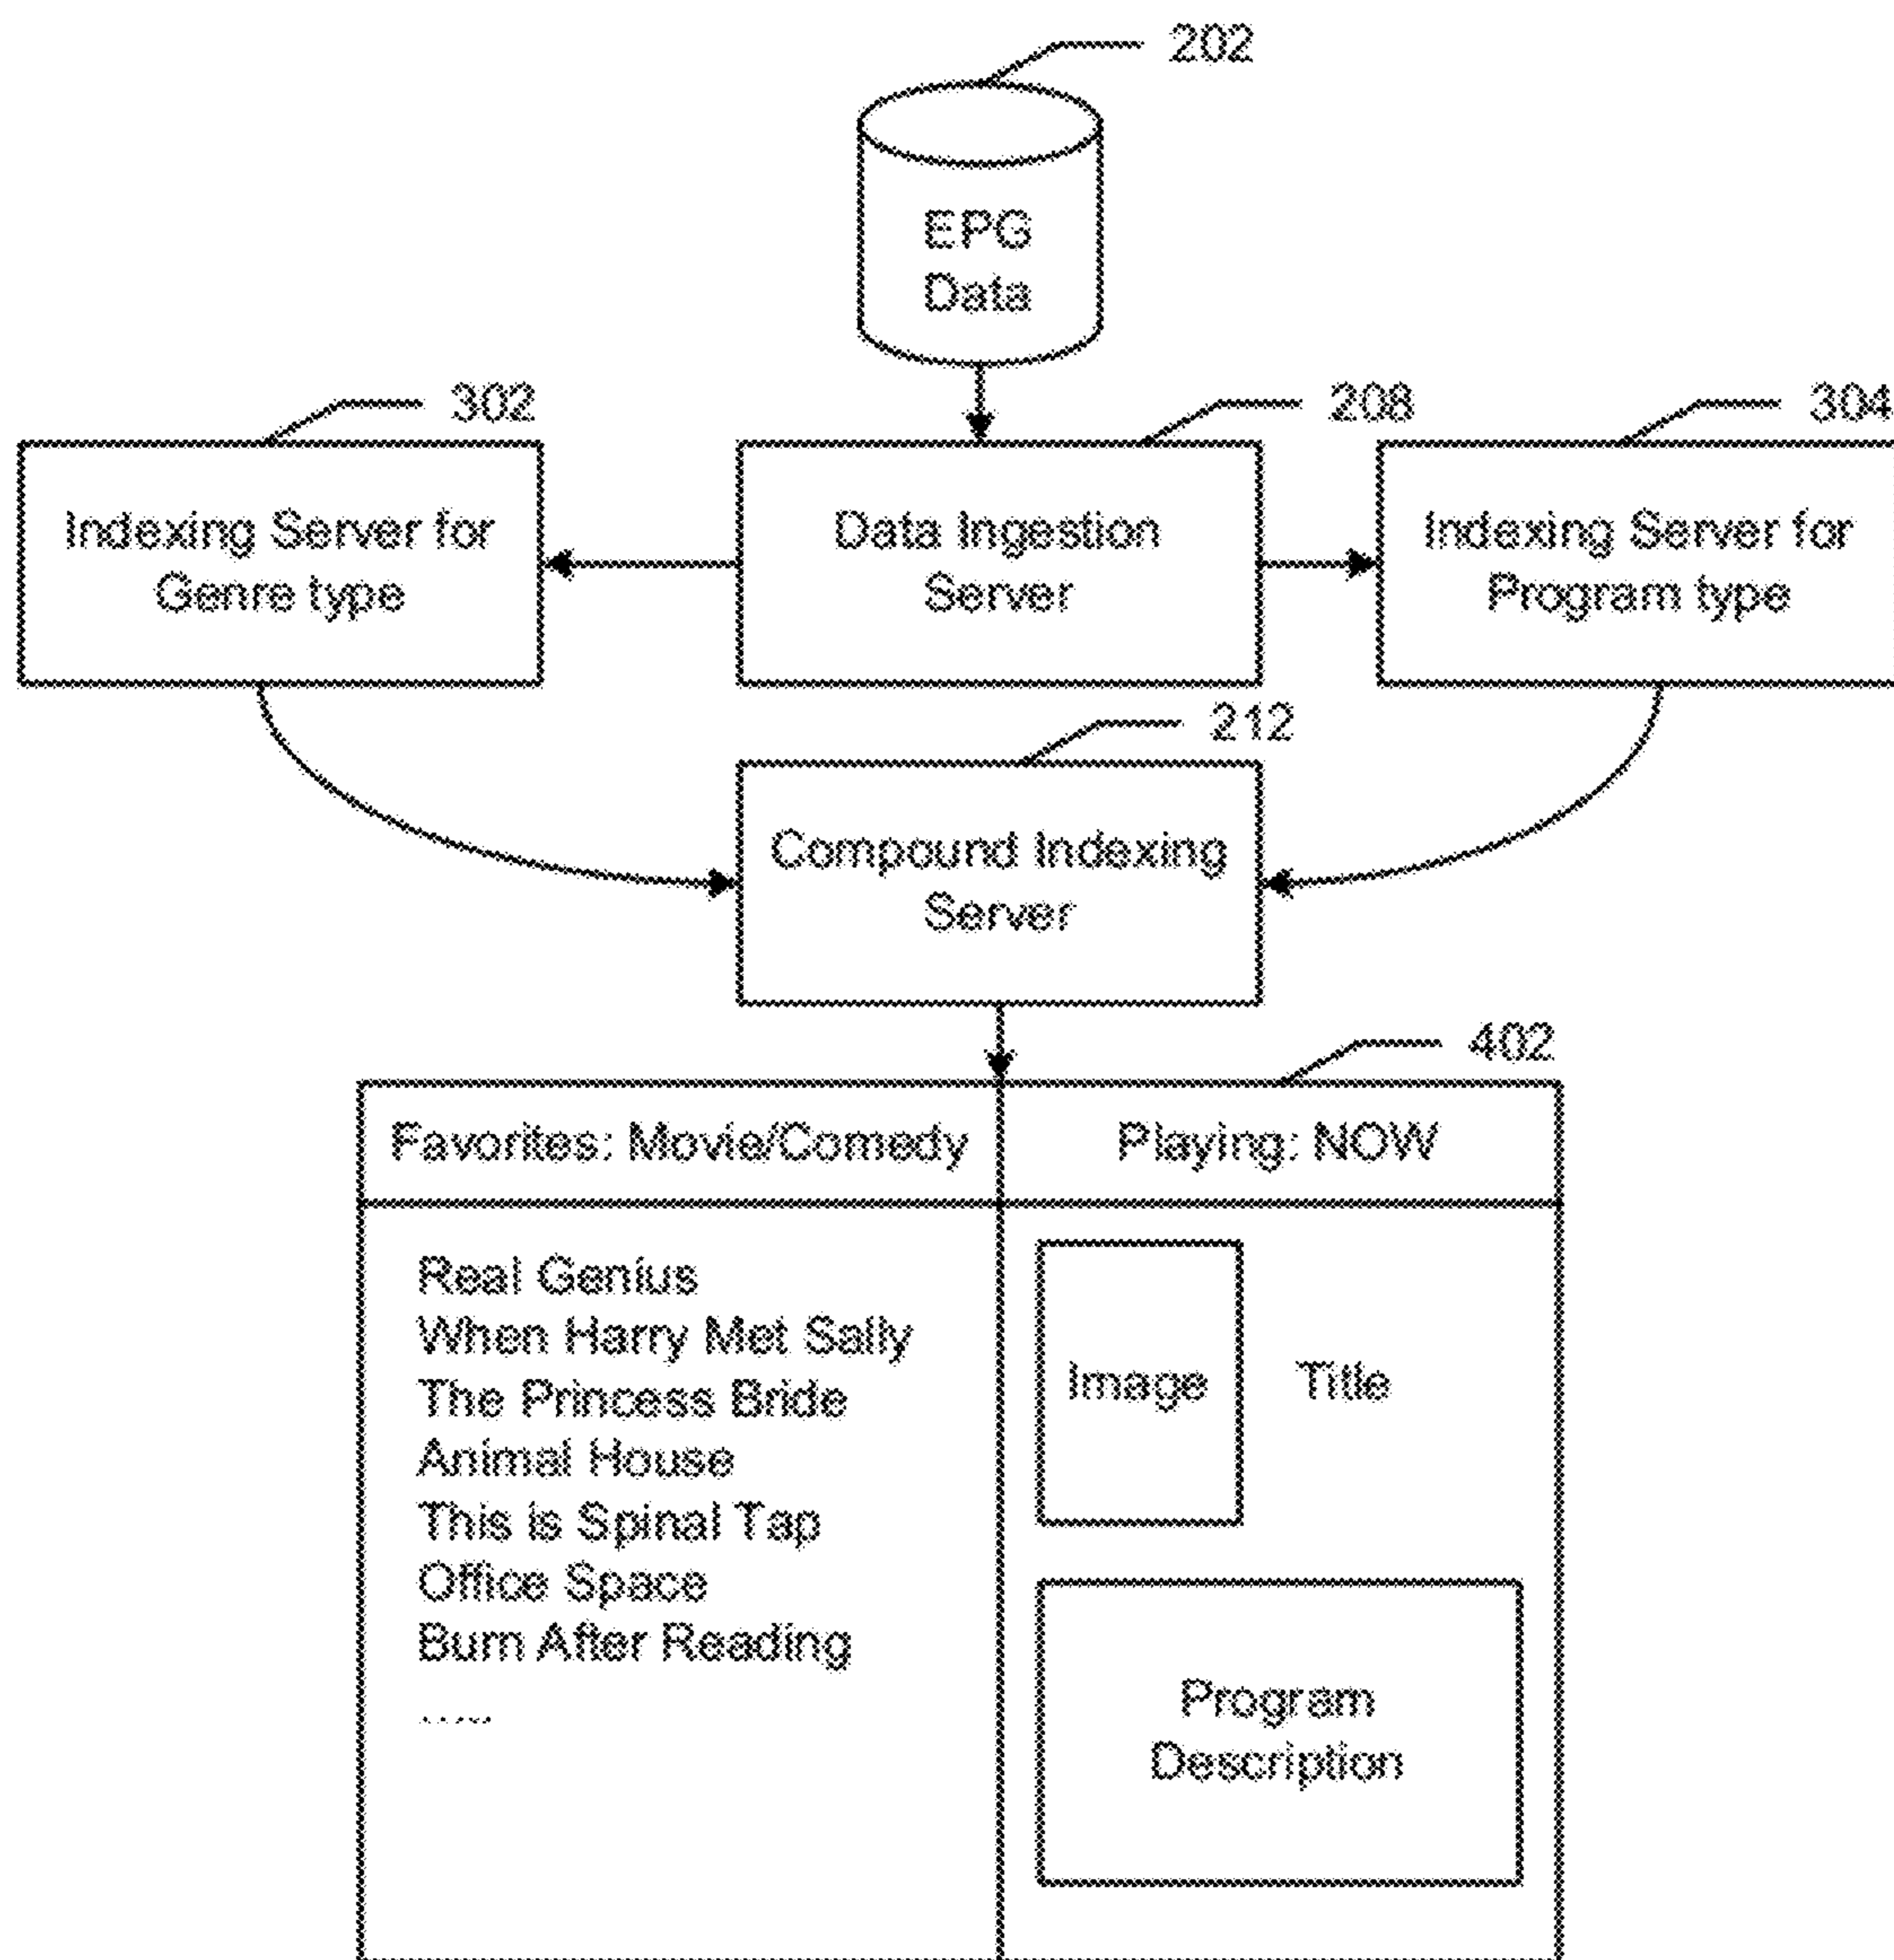 202
EPG
Data
302
208
304
Indexing Server for
Genre type
Data Ingestion
Server
Indexing Server for
Program type
212
Compound Indexing
Server
402
Favorites: Movie/Comedy
Playing: NOW
Real Genius
When Harry Met Sally
The Princess Bride
Animal House
This is Spinal Tap
Office Space
Burn After Reading
.....
Image
Title
Program
Description